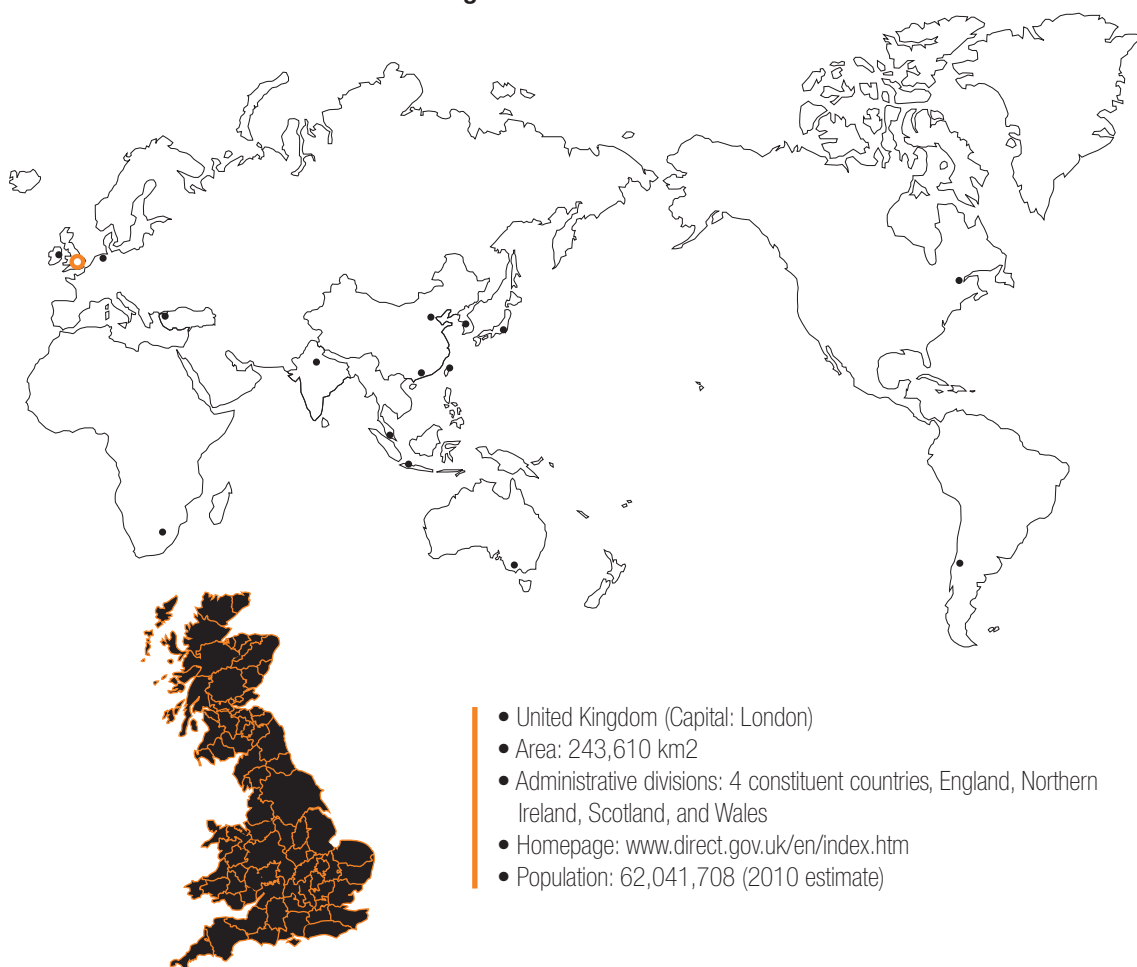 • United Kingdom (Capital: London)
• Area: 243,610 km2
• Administrative divisions: 4 constituent countries, England, Northern
Ireland, Scotland, and Wales
• Homepage: www.direct.gov.uk/en/index.htm
• Population: 62,041,708 (2010 estimate)